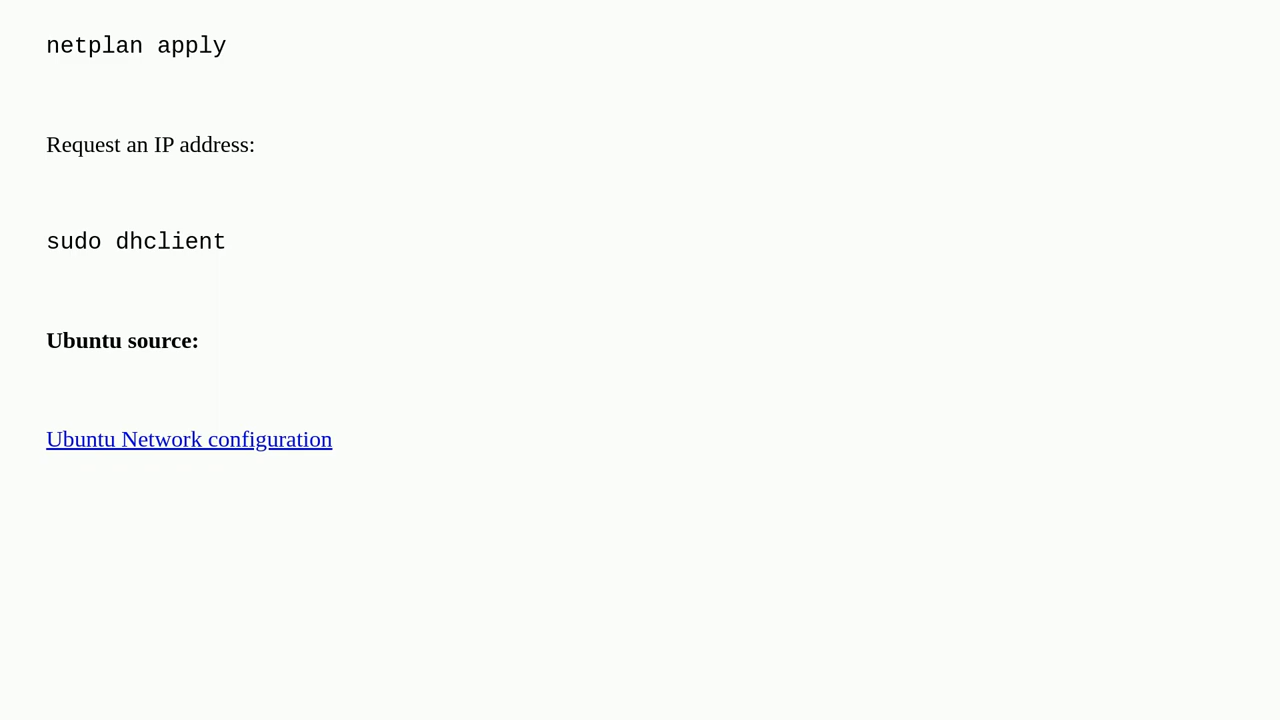 netplan apply
Request an IP address:
sudo dhclient
Ubuntu source:
Ubuntu Network configuration